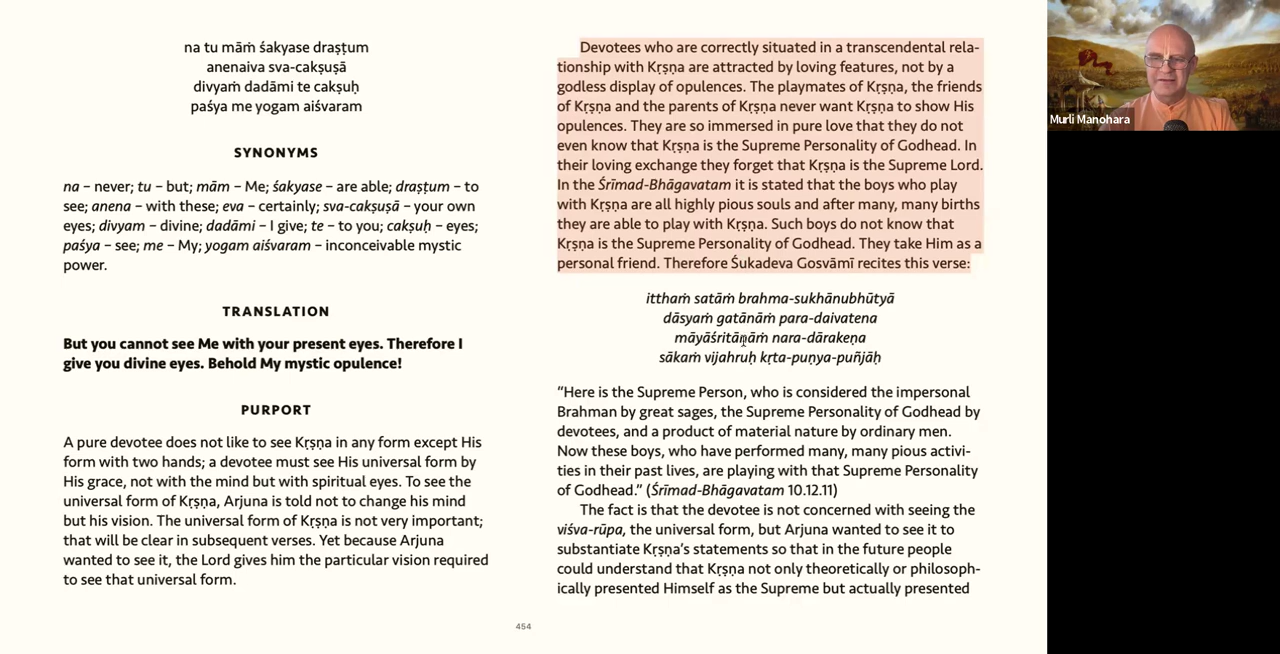 na tu māṁ śakyase draṣṭum
anenaiva sva-cakṣuṣā
divyaṁ dadāmi te cakṣuḥ
paśya me yogam aiśvaram
SYNONYMS
na – never; tu – but; mām – Me; śakyase – are able; draṣṭum – to
see; anena – with these; eva – certainly; sva-cakṣuṣā – your own
eyes; divyam – divine; dadāmi – I give; te – to you; cakṣuḥ – eyes;
paśya – see; me – My; yogam aiśvaram – inconceivable mystic
power.
TRANSLATION
But you cannot see Me with your present eyes. Therefore I
give you divine eyes. Behold My mystic opulence!
PURPORT
A pure devotee does not like to see Kṛṣṇa in any form except His
form with two hands; a devotee must see His universal form by
His grace, not with the mind but with spiritual eyes. To see the
universal form of Kṛṣṇa, Arjuna is told not to change his mind
but his vision. The universal form of Kṛṣṇa is not very important;
that will be clear in subsequent verses. Yet because Arjuna
wanted to see it, the Lord gives him the particular vision required
to see that universal form.
Devotees who are correctly situated in a transcendental rela-
tionship with Kṛṣṇa are attracted by loving features, not by a
godless display of opulences. The playmates of Kṛṣṇa, the friends
of Kṛṣṇa and the parents of Kṛṣṇa never want Kṛṣṇa to show His
opulences. They are so immersed in pure love that they do not
even know that Kṛṣṇa is the Supreme Personality of Godhead. In
their loving exchange they forget that Kṛṣṇa is the Supreme Lord.
In the Śrīmad-Bhāgavatam it is stated that the boys who play
with Kṛṣṇa are all highly pious souls and after many, many births
they are able to play with Kṛṣṇa. Such boys do not know that
Kṛṣṇa is the Supreme Personality of Godhead. They take Him as a
personal friend. Therefore Śukadeva Gosvāmī recites this verse:
itthaṁ satāṁ brahma-sukhānubhūtyā
dāsyaṁ gatānāṁ para-daivatena
māyāśritānāṁ nara-dārakeṇa
sākaṁ vijahruḥ kṛta-puṇya-puñjāḥ
“Here is the Supreme Person, who is considered the impersonal
Brahman by great sages, the Supreme Personality of Godhead by
devotees, and a product of material nature by ordinary men.
Now these boys, who have performed many, many pious activi-
ties in their past lives, are playing with that Supreme Personality
of Godhead.” (Śrīmad-Bhāgavatam 10.12.11)
The fact is that the devotee is not concerned with seeing the
viśva-rūpa, the universal form, but Arjuna wanted to see it to
substantiate Kṛṣṇa’s statements so that in the future people
could understand that Kṛṣṇa not only theoretically or philosoph-
ically presented Himself as the Supreme but actually presented
454
Murli Manohara